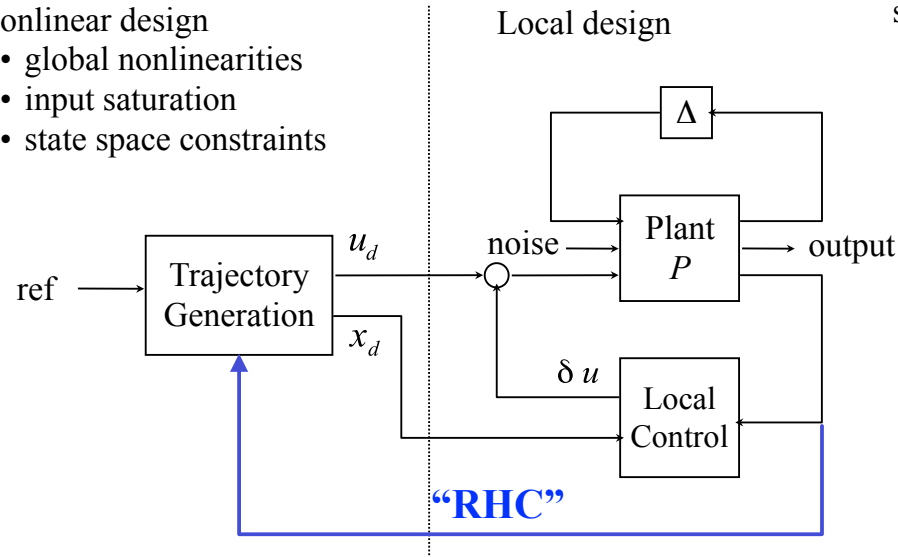 onlinear design
• global nonlinearities
• input saturation
• state space constraints
Local design
s
Δ
noise
Plant
P
output
ref
Trajectory
Generation
u_d
x_d
δ u
Local
Control
“RHC”